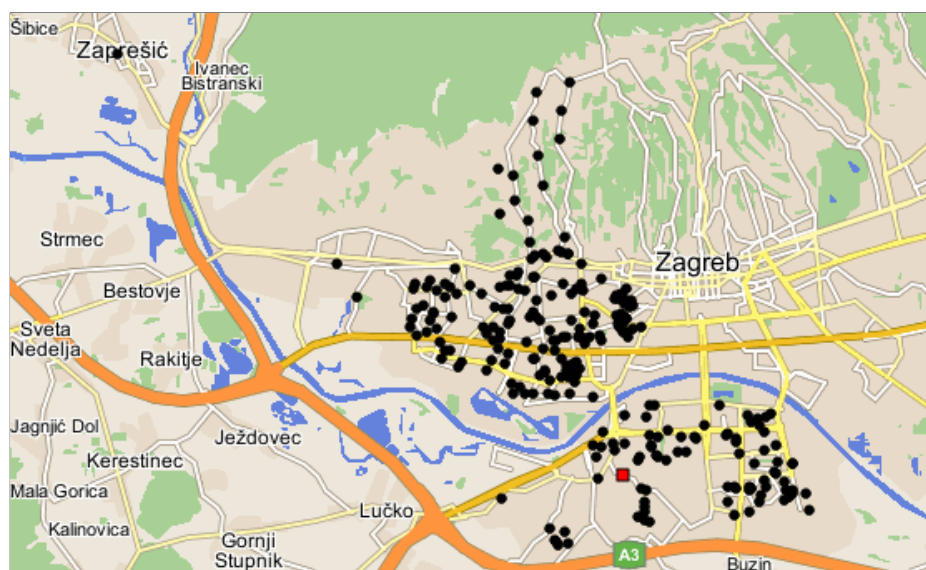 Šibice
Zaprešić
Ivanec
Bistranski
Strmec
Zagreb
Bestovje
Sveta
Nedelja
Rakitje
Jagnjić Dol
Ježdovec
Kerestinec
Mala Gorica
Lučko
Kalinovica
Gornji
Stupnik
A3
Buzin